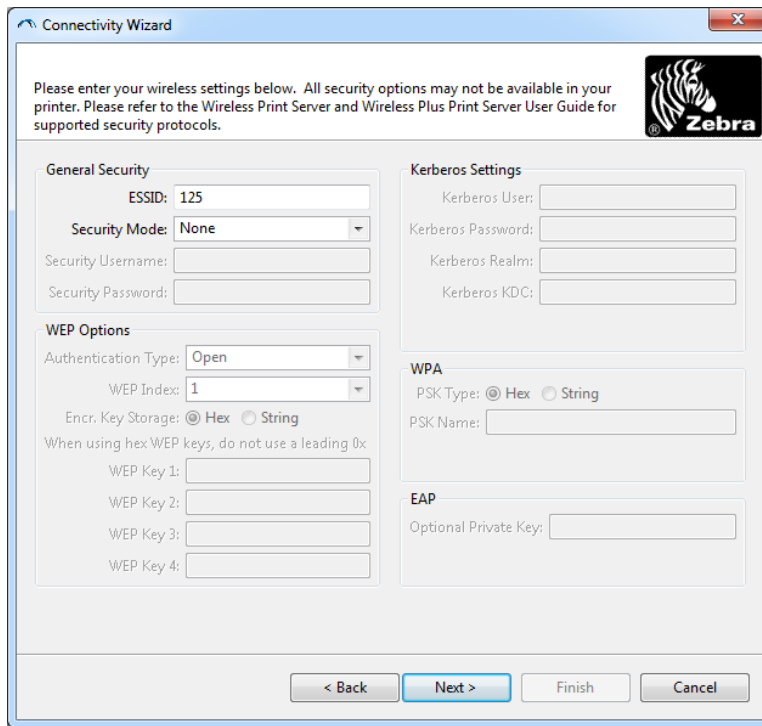 Connectivity Wizard
Please enter your wireless settings below. All security options may not be available in your
printer. Please refer to the Wireless Print Server and Wireless Plus Print Server User Guide for
supported security protocols.
® Zebra
General Security
ESSID: 125
Security Mode: None
Security Username:
Security Password:
WEP Options
Authentication Type: Open
WEP Index: 1
Encr. Key Storage: Hex String
When using hex WEP keys, do not use a leading 0x
WEP Key 1:
WEP Key 2:
WEP Key 3:
WEP Key 4:
Kerberos Settings
Kerberos User:
Kerberos Password:
Kerberos Realm:
Kerberos KDC:
WPA
PSK Type: Hex String
PSK Name:
EAP
Optional Private Key:
< Back Next > Finish Cancel